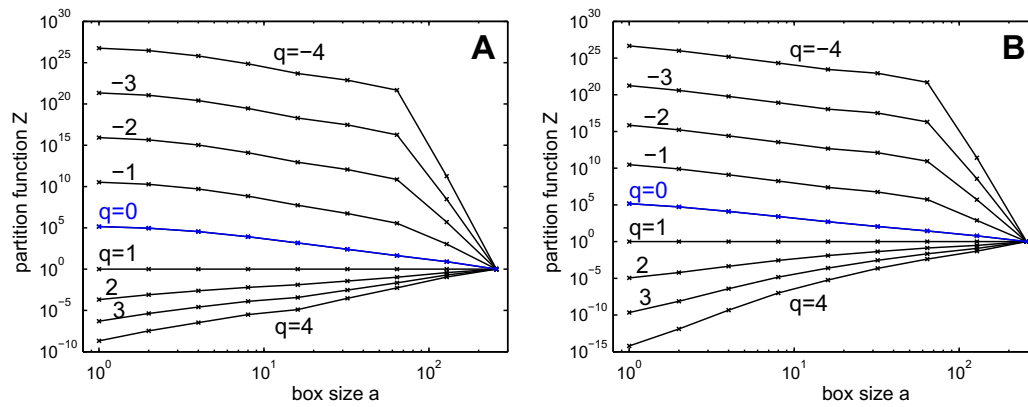 A
partition function Z
10^30
10^25
10^20
10^15
10^10
10^5
10^0
10^-5
10^-10
q=−4
−3
−2
−1
q=0
q=1
2
3
q=4
10^0
10^1
10^2
box size a
B
partition function Z
10^30
10^25
10^20
10^15
10^10
10^5
10^0
10^-5
10^-10
10^-15
q=−4
−3
−2
−1
q=0
q=1
2
3
q=4
10^0
10^1
10^2
box size a